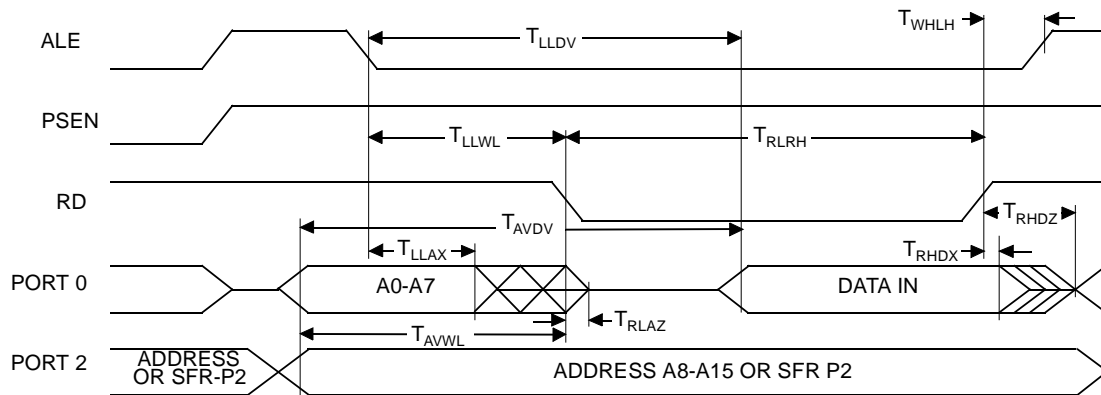 T_WHLH
ALE
T_LLDV
PSEN
T_LLWL
T_RLRH
RD
T_AVDV
T_RHDZ
T_LLAX
T_RHDX
PORT 0
A0-A7
DATA IN
T_RLAZ
T_AVWL
PORT 2
ADDRESS
OR SFR-P2
ADDRESS A8-A15 OR SFR P2